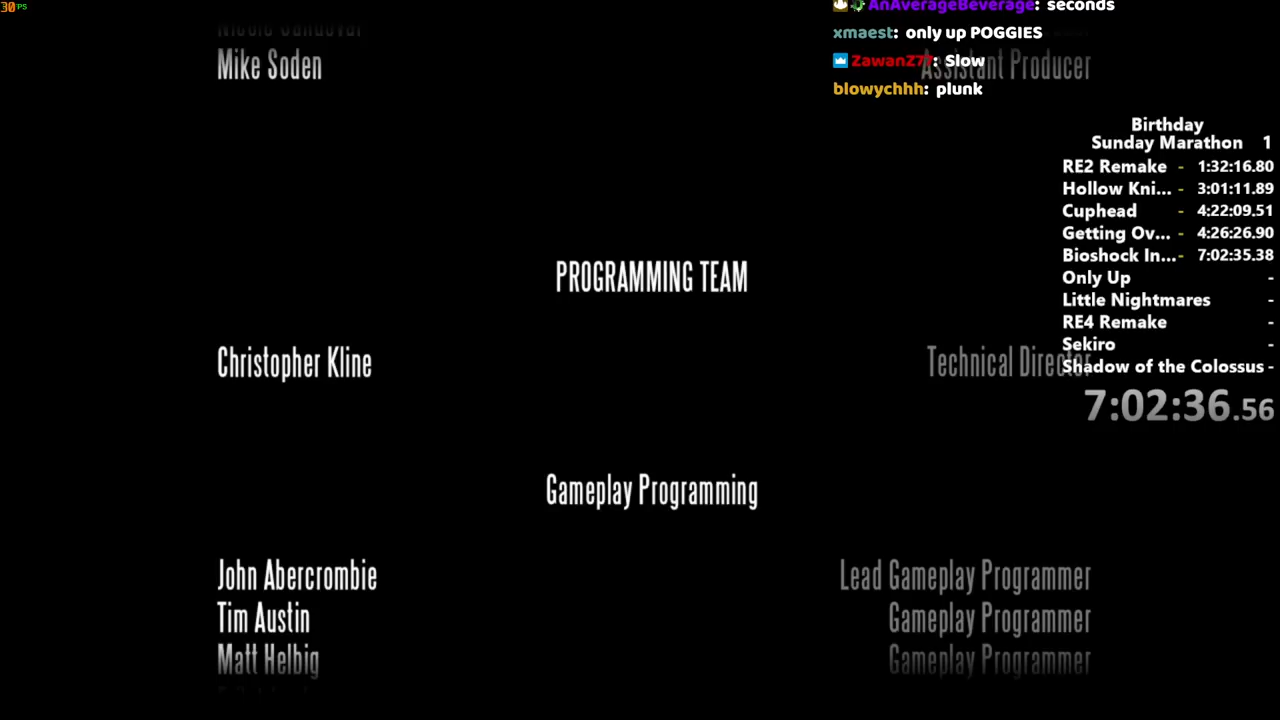 30 FPS
AnAverageBeverage: seconds
xmaest: only up POGGIES
Mike Soden
Assistant Producer
ZawanZ77: Slow
blowychhh: plunk
Birthday
Sunday Marathon 1
RE2 Remake - 1:32:16.80
Hollow Kni... - 3:01:11.89
Cuphead - 4:22:09.51
Getting Ov... - 4:26:26.90
Bioshock In... - 7:02:35.38
Only Up -
Little Nightmares -
RE4 Remake -
Sekiro -
Shadow of the Colossus -
7:02:36.56
PROGRAMMING TEAM
Christopher Kline
Technical Director
Gameplay Programming
John Abercrombie
Lead Gameplay Programmer
Tim Austin
Gameplay Programmer
Matt Helbig
Gameplay Programmer